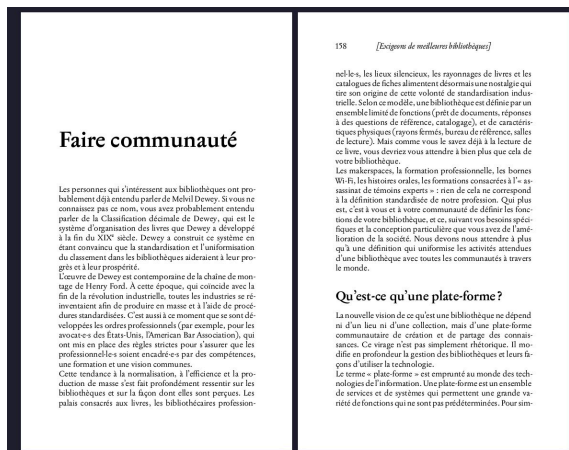 Faire communauté
Les personnes qui s'intéressent aux bibliothèques ont pro-
bablement déjà entendu parler de Melvil Dewey. Si vous ne
connaissez pas ce nom, vous avez probablement entendu
parler de la Classification décimale de Dewey, qui est le
système d'organisation des livres que Dewey a développé
à la fin du XIXe siècle. Dewey a construit ce système en
étant convaincu que la standardisation et l'uniformisation
du classement dans les bibliothèques aideraient à leur pro-
grès et à leur prospérité.
L'œuvre de Dewey est contemporaine de la chaîne de mon-
tage de Henry Ford. À cette époque, qui coïncide avec la
fin de la révolution industrielle, toutes les industries se ré-
inventaient afin de produire en masse et à l'aide de procé-
dures standardisées. C'est aussi à ce moment que se sont dé-
veloppées les ordres professionnels (par exemple, pour les
avocat·e·s des États-Unis, l'American Bar Association), qui
ont mis en place des règles strictes pour s'assurer que les
professionnel·le·s soient encadré·e·s par des compétences,
une formation et une vision communes.
Cette tendance à la normalisation, à l'efficience et la pro-
duction de masse s'est fait profondément ressentir sur les
bibliothèques et sur la façon dont elles sont perçues. Les
palais consacrés aux livres, les bibliothécaires profession-
158 [Exigeons de meilleures bibliothèques]
nel·le·s, les lieux silencieux, les rayonnages de livres et les
catalogues de fiches alimentent désormais une nostalgie qui
tire son origine de cette volonté de standardisation indus-
trielle. Selon ce modèle, une bibliothèque est définie par un
ensemble limité de fonctions (prêt de documents, réponses
à des questions de référence, catalogage), et de caractéris-
tiques physiques (rayons fermés, bureau de référence, salles
de lecture). Mais comme vous le savez déjà à la lecture de
ce livre, vous devriez vous attendre à bien plus que cela de
votre bibliothèque.
Les makerspaces, la formation professionnelle, les bornes
Wi-Fi, les histoires orales, les formations consacrées à l'« as-
sassinat de témoins experts » : rien de cela ne correspond
à la définition standardisée de notre profession. Qui plus
est, c'est à vous et à votre communauté de définir les fonc-
tions de votre bibliothèque, et ce, suivant vos besoins spéci-
fiques et la conception particulière que vous avez de l'amé-
lioration de la société. Nous devons nous attendre à plus
qu'à une définition qui uniformise les activités attendues
d'une bibliothèque avec toutes les communautés à travers
le monde.
Qu'est-ce qu'une plate-forme ?
La nouvelle vision de ce qu'est une bibliothèque ne dépend
ni d'un lieu ni d'une collection, mais d'une plate-forme
communautaire de création et de partage des connais-
sances. Ce virage n'est pas simplement rhétorique. Il mo-
difie en profondeur la gestion des bibliothèques et leurs fa-
çons d'utiliser la technologie.
Le terme « plate-forme » est emprunté au monde des tech-
nologies de l'information. Une plate-forme est un ensemble
de services et de systèmes qui permettent une grande va-
riété de fonctions qui ne sont pas prédéterminées. Pour sim-